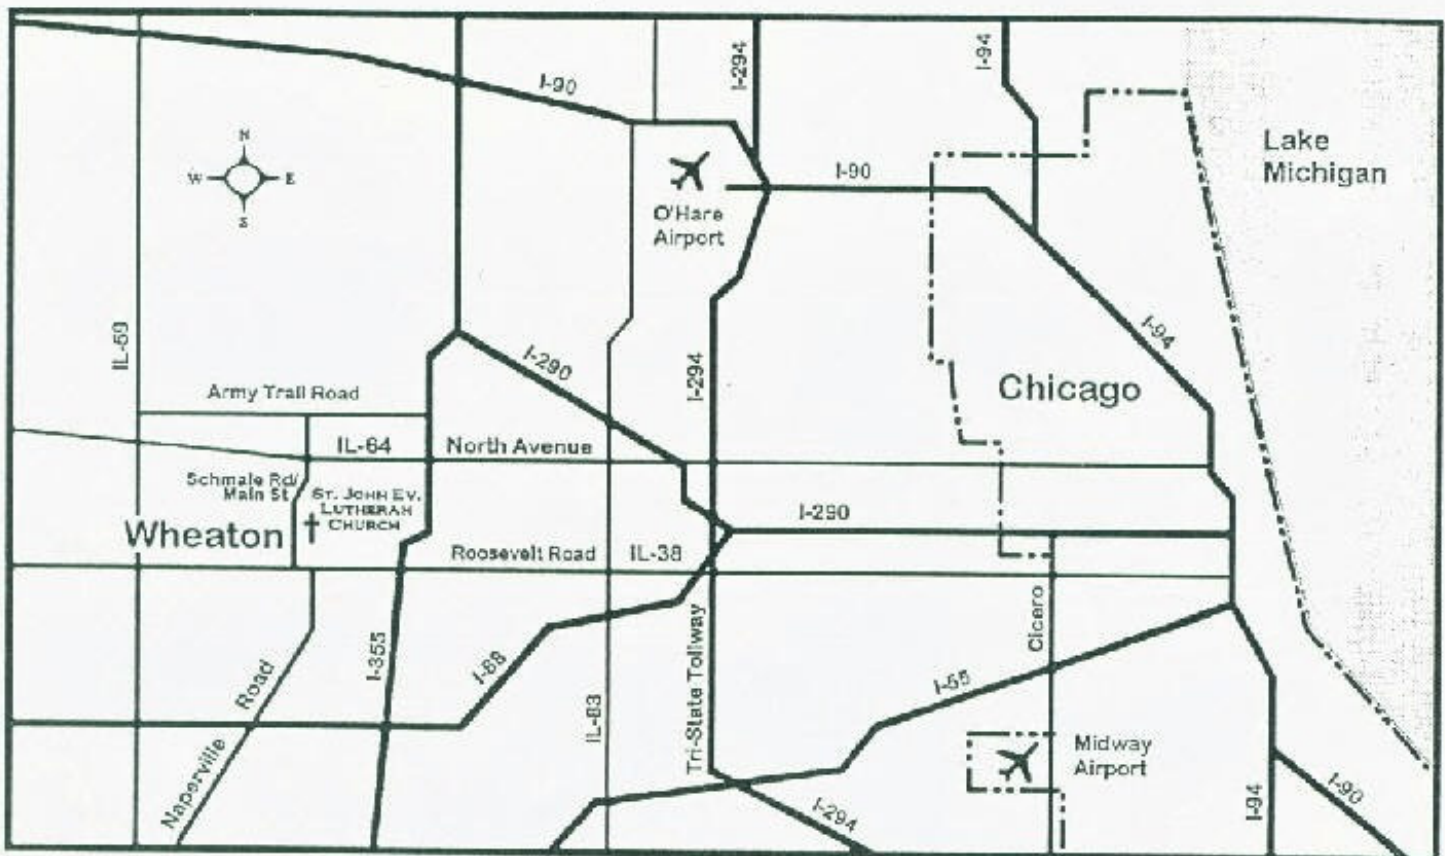 I-90
I-294
I-94
Lake
Michigan
N
W
E
S
I-90
O'Hare
Airport
IL-59
I-290
I-294
I-94
Army Trail Road
Chicago
IL-64
North Avenue
Schmale Rd/
Main St
St. John Ev.
Lutheran
Church
Wheaton
I-290
Roosevelt Road
IL-38
Cicero
Tri-State Tollway
I-355
I-88
I-55
Road
Naperville
IL-83
Midway
Airport
I-294
I-94
I-90